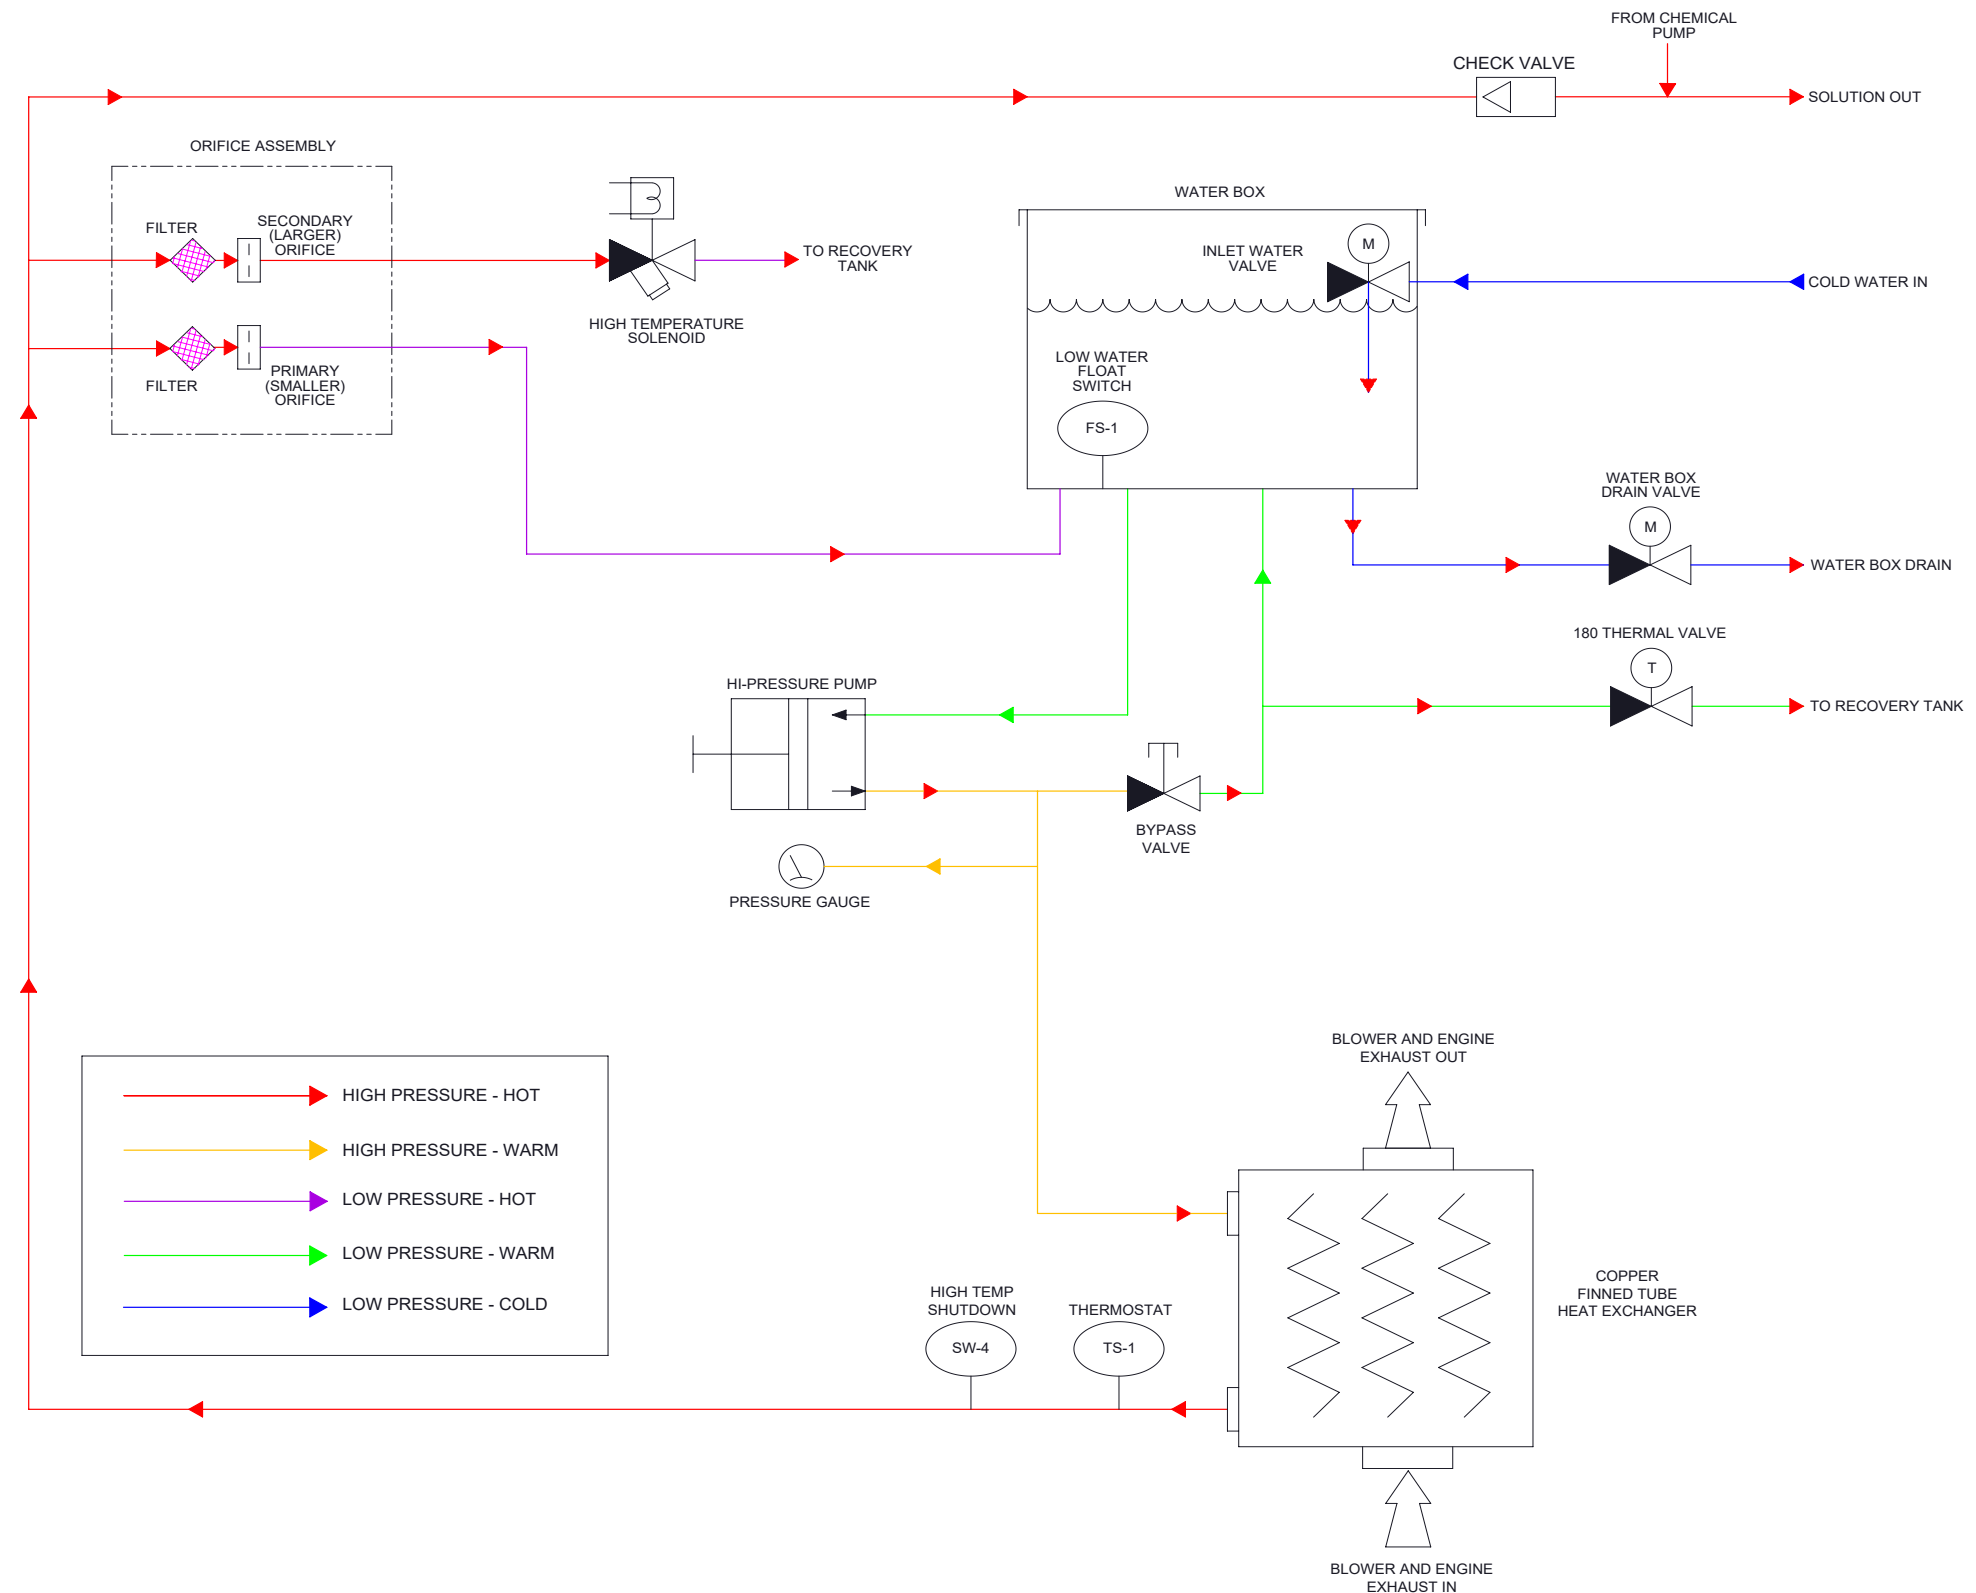 FROM CHEMICAL
PUMP
CHECK VALVE
SOLUTION OUT
ORIFICE ASSEMBLY
WATER BOX
FILTER
SECONDARY
(LARGER)
ORIFICE
TO RECOVERY
TANK
INLET WATER
VALVE
M
COLD WATER IN
HIGH TEMPERATURE
SOLENOID
FILTER
PRIMARY
(SMALLER)
ORIFICE
LOW WATER
FLOAT
SWITCH
FS-1
WATER BOX
DRAIN VALVE
M
WATER BOX DRAIN
180 THERMAL VALVE
T
TO RECOVERY TANK
HI-PRESSURE PUMP
BYPASS
VALVE
PRESSURE GAUGE
BLOWER AND ENGINE
EXHAUST OUT
HIGH PRESSURE - HOT
HIGH PRESSURE - WARM
LOW PRESSURE - HOT
LOW PRESSURE - WARM
LOW PRESSURE - COLD
HIGH TEMP
SHUTDOWN
SW-4
THERMOSTAT
TS-1
COPPER
FINNED TUBE
HEAT EXCHANGER
BLOWER AND ENGINE
EXHAUST IN